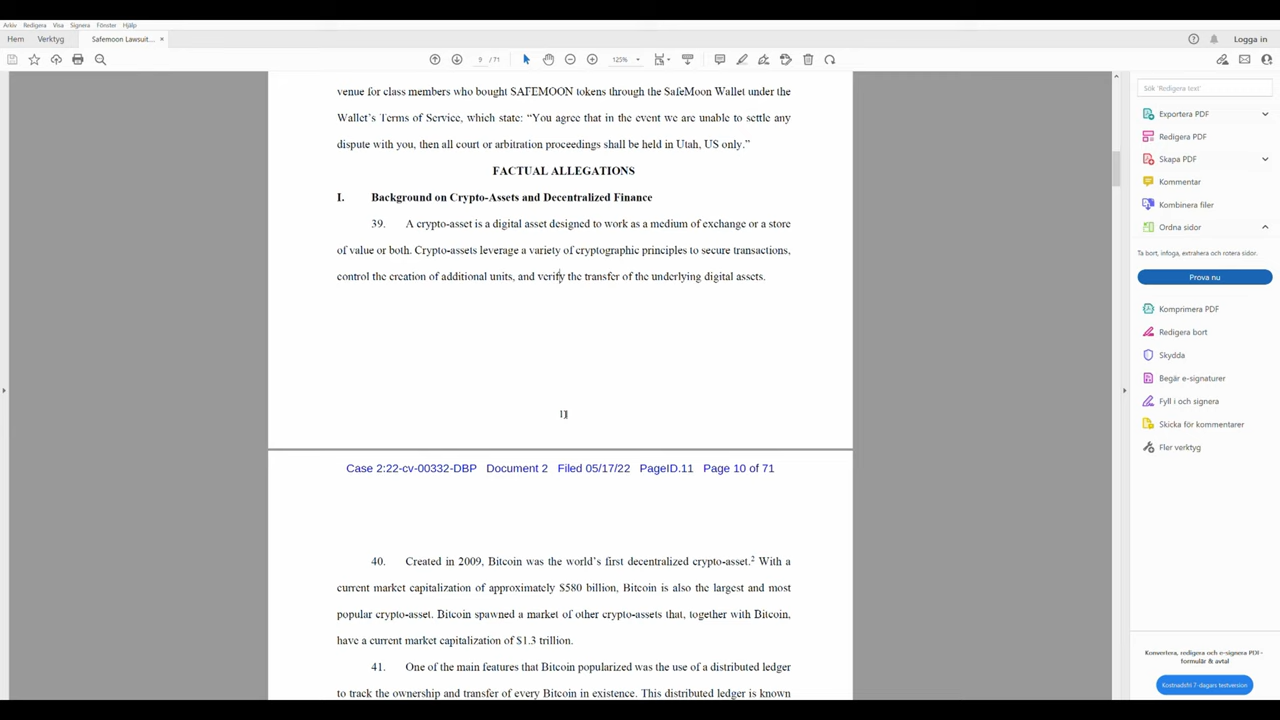 Arkiv Redigera Visa Signera Fönster Hjälp
Hem Verktyg Safemoon Lawsuit... × Logga in
9 / 71 125%
venue for class members who bought SAFEMOON tokens through the SafeMoon Wallet under the
Wallet's Terms of Service, which state: “You agree that in the event we are unable to settle any
dispute with you, then all court or arbitration proceedings shall be held in Utah, US only.”
FACTUAL ALLEGATIONS
I. Background on Crypto-Assets and Decentralized Finance
39. A crypto-asset is a digital asset designed to work as a medium of exchange or a store
of value or both. Crypto-assets leverage a variety of cryptographic principles to secure transactions,
control the creation of additional units, and verify the transfer of the underlying digital assets.
Case 2:22-cv-00332-DBP Document 2 Filed 05/17/22 PageID.11 Page 10 of 71
40. Created in 2009, Bitcoin was the world's first decentralized crypto-asset.2 With a
current market capitalization of approximately $580 billion, Bitcoin is also the largest and most
popular crypto-asset. Bitcoin spawned a market of other crypto-assets that, together with Bitcoin,
have a current market capitalization of $1.3 trillion.
41. One of the main features that Bitcoin popularized was the use of a distributed ledger
to track the ownership and transfer of every Bitcoin in existence. This distributed ledger is known
Sök 'Redigera text'
Exportera PDF
Redigera PDF
Skapa PDF
Kommentar
Kombinera filer
Ordna sidor
Ta bort, infoga, extrahera och rotera sidor.
Prova nu
Komprimera PDF
Redigera bort
Skydda
Begär e-signaturer
Fyll i och signera
Skicka för kommentarer
Fler verktyg
Konvertera, redigera och e-signera PDF-
formulär & avtal
Kostnadsfri 7-dagars testversion